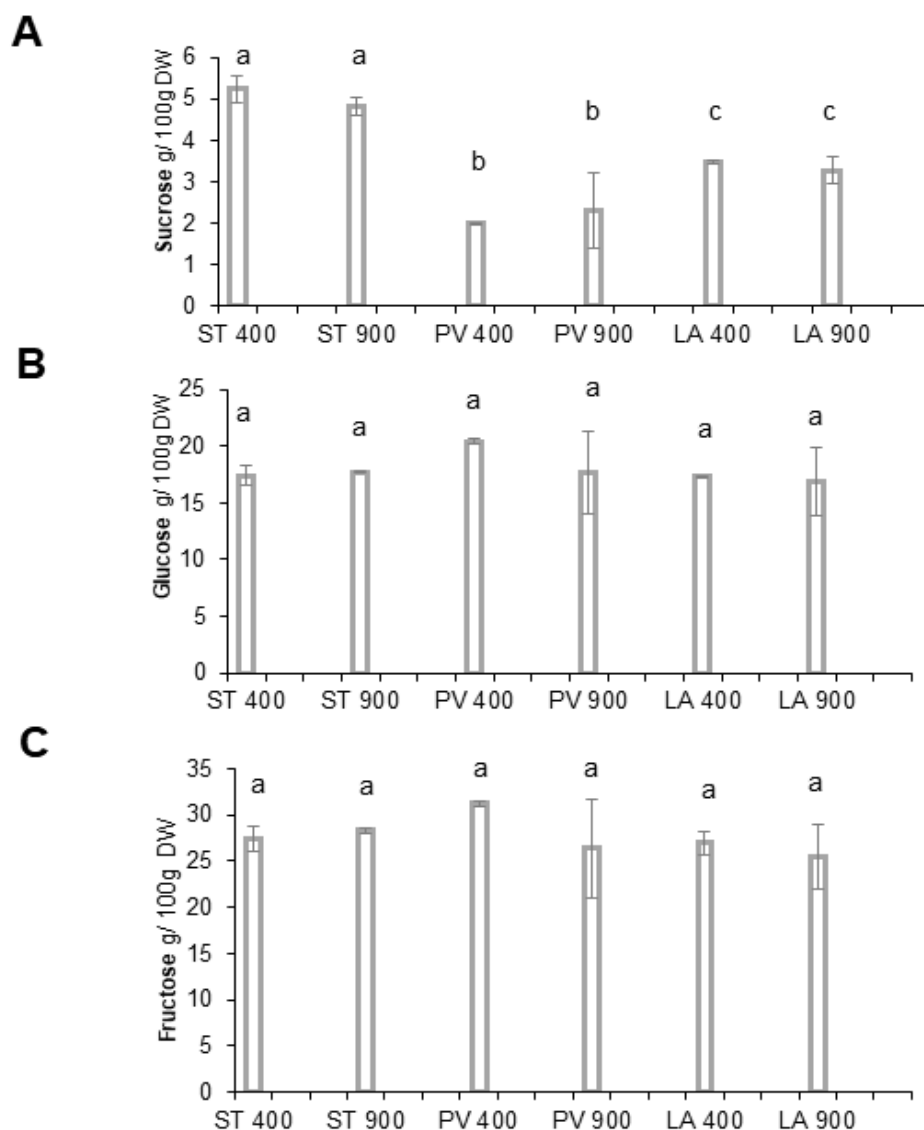 A
Sucrose g/ 100g DW
6
5
4
3
2
1
0
a a b b c c
ST 400 ST 900 PV 400 PV 900 LA 400 LA 900
B
Glucose g/ 100g DW
25
20
15
10
5
0
a a a a a a
ST 400 ST 900 PV 400 PV 900 LA 400 LA 900
C
Fructose g/ 100g DW
35
30
25
20
15
10
5
0
a a a a a a
ST 400 ST 900 PV 400 PV 900 LA 400 LA 900